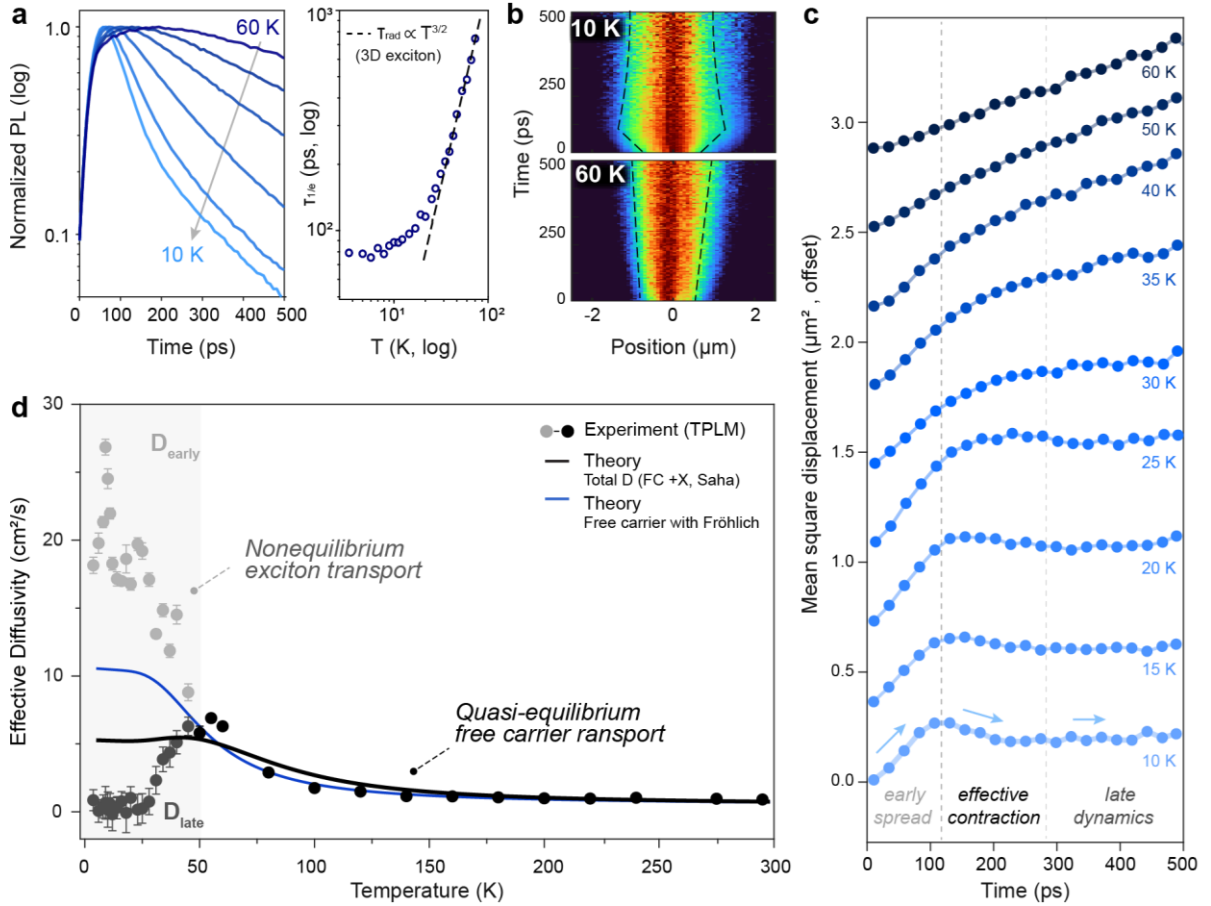 a
Normalized PL (log)
1.0
0.1
60 K
10 K
0 100 200 300 400 500
Time (ps)
τ1/e (ps, log)
10³
10²
τrad ∝ T3/2
(3D exciton)
10¹ 10²
T (K, log)
b
Time (ps)
10 K
500
250
0
60 K
500
250
0
-2 0 2
Position (μm)
c
Mean square displacement (μm² , offset)
3.0
2.5
2.0
1.5
1.0
0.5
0.0
60 K
50 K
40 K
35 K
30 K
25 K
20 K
15 K
10 K
early
spread
effective
contraction
late
dynamics
0 100 200 300 400 500
Time (ps)
d
Effective Diffusivity (cm²/s)
30
20
10
0
Dearly
Dlate
Nonequilibrium
exciton transport
Experiment (TPLM)
Theory
Total D (FC +X, Saha)
Theory
Free carrier with Fröhlich
Quasi-equilibrium
free carrier ransport
0 50 100 150 200 250 300
Temperature (K)